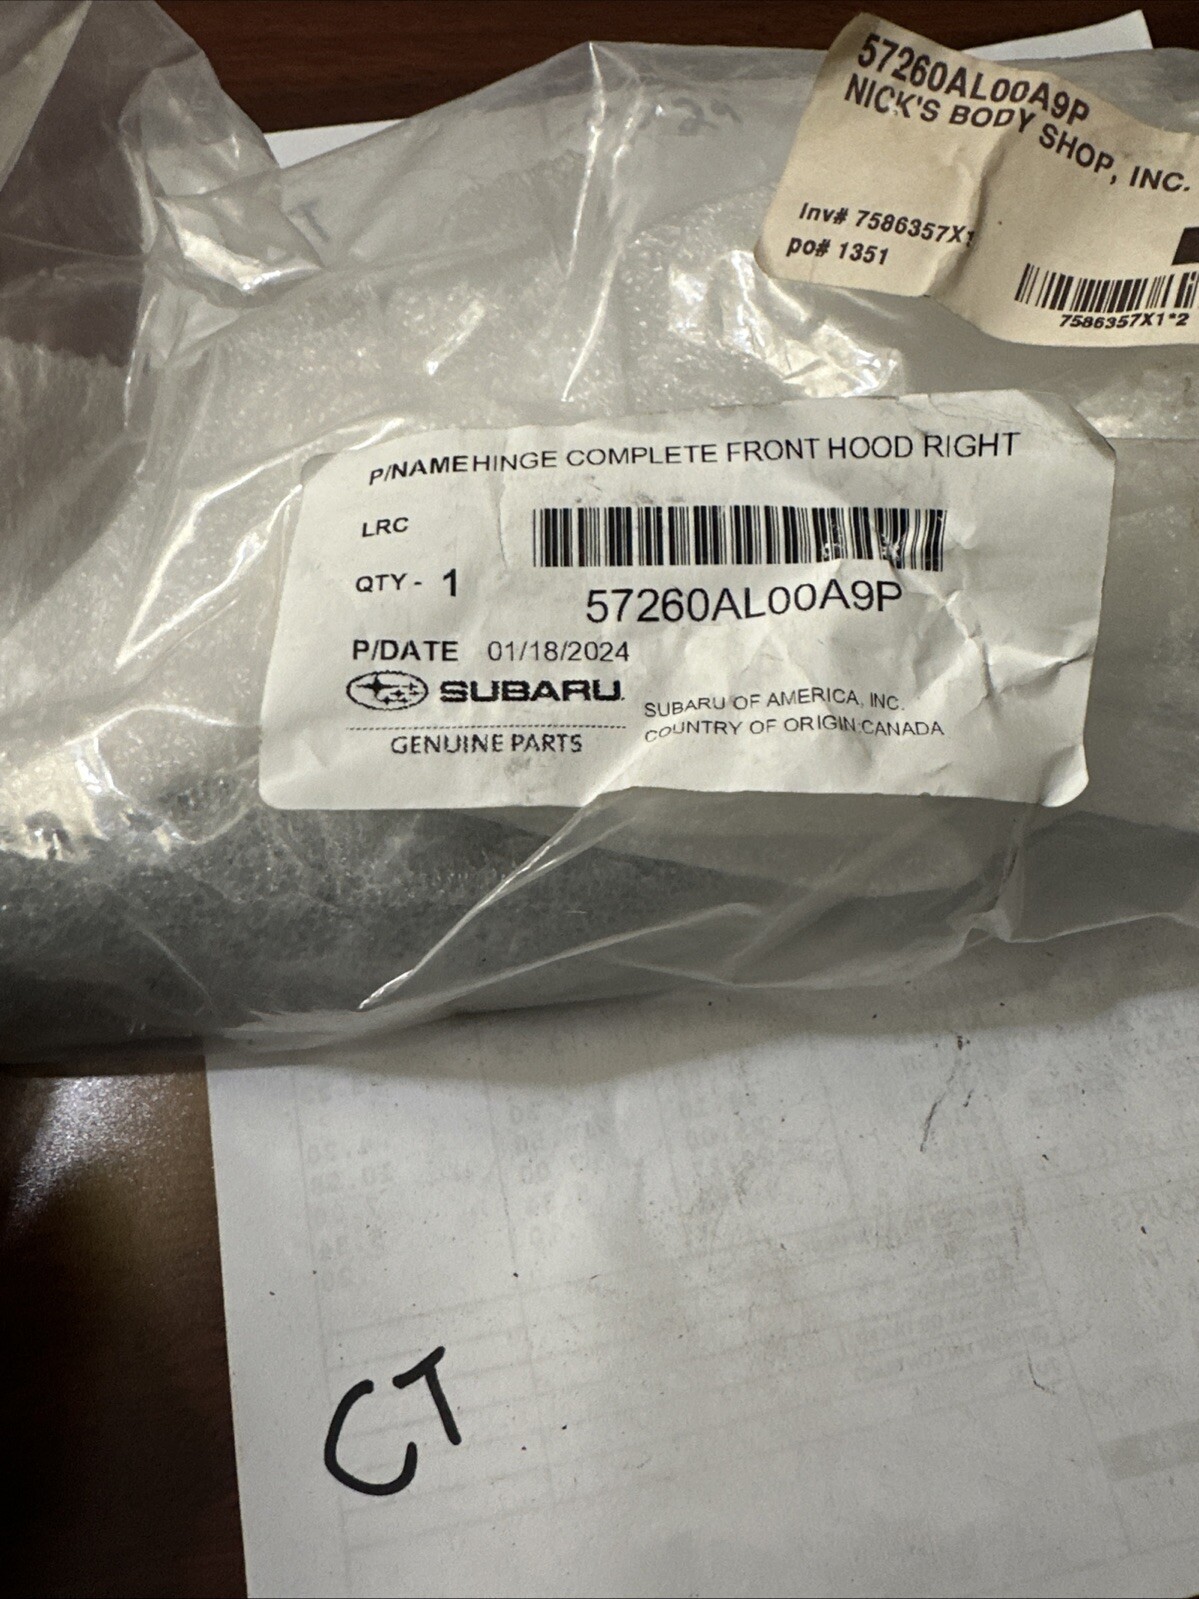 57260AL00A9P
NICK'S BODY SHOP, INC.
Inv# 7586357X1
po# 1351
7586357X1*2
P/NAME HINGE COMPLETE FRONT HOOD RIGHT
LRC
QTY - 1
57260AL00A9P
P/DATE 01/18/2024
SUBARU
GENUINE PARTS
SUBARU OF AMERICA, INC.
COUNTRY OF ORIGIN:CANADA
CT